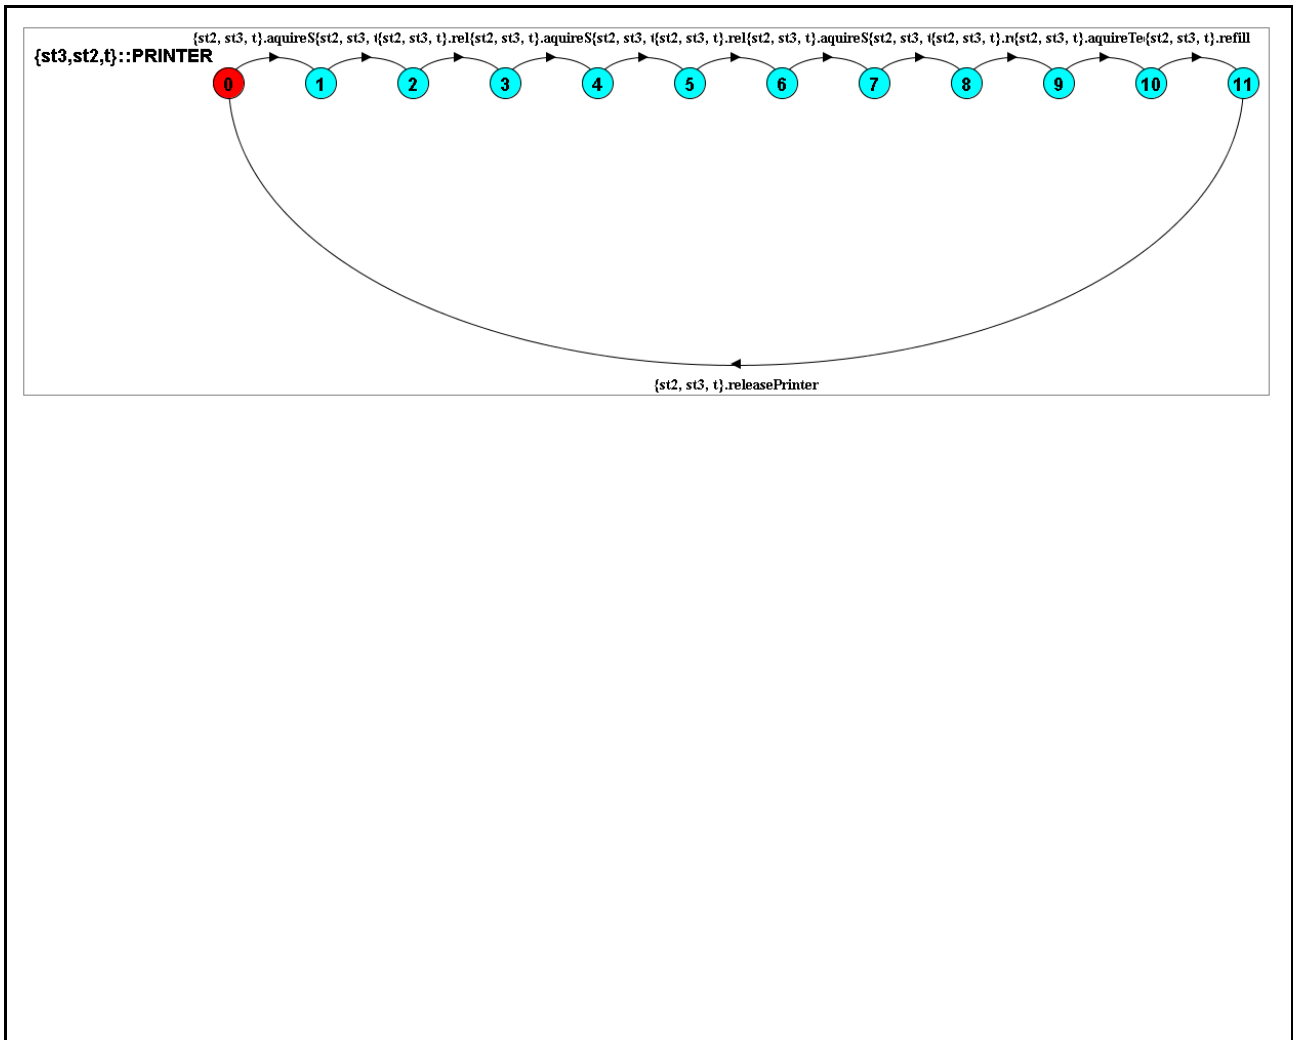 {st2, st3, t}.aquireS{st2, st3, t{st2, st3, t}.rel{st2, st3, t}.aquireS{st2, st3, t{st2, st3, t}.rel{st2, st3, t}.aquireS{st2, st3, t{st2, st3, t}.re{st2, st3, t}.aquireTe{st2, st3, t}.refill
{st3,st2,t}::PRINTER
0 1 2 3 4 5 6 7 8 9 10 11
{st2, st3, t}.releasePrinter